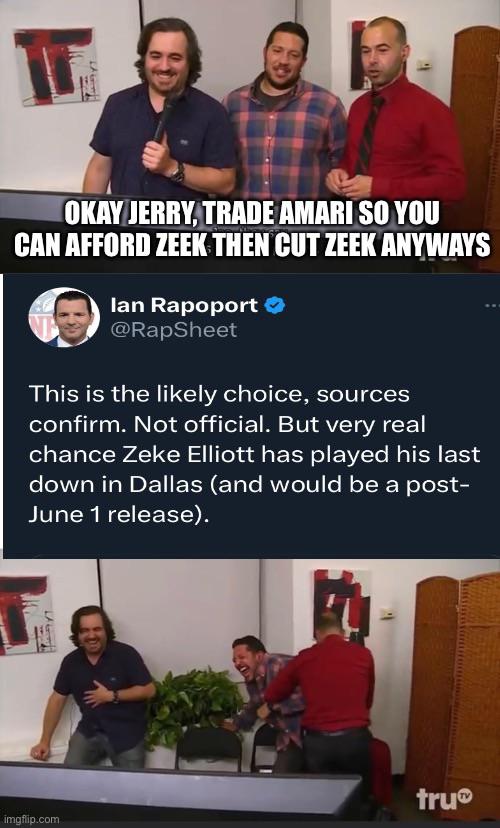 OKAY JERRY, TRADE AMARI SO YOU
CAN AFFORD ZEEK THEN CUT ZEEK ANYWAYS
Ian Rapoport
@RapSheet
This is the likely choice, sources
confirm. Not official. But very real
chance Zeke Elliott has played his last
down in Dallas (and would be a post-
June 1 release).
truTV
imgflip.com